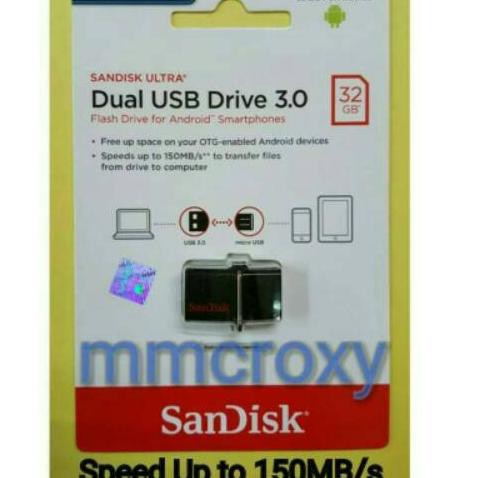 SANDISK ULTRA®
Dual USB Drive 3.0
32
GB*
Flash Drive for Android™ Smartphones
• Free up space on your OTG-enabled Android devices
• Speeds up to 150MB/s** to transfer files
from drive to computer
USB 3.0
micro USB
SanDisk
mmcroxy
SanDisk®
Speed Up to 150MB/s